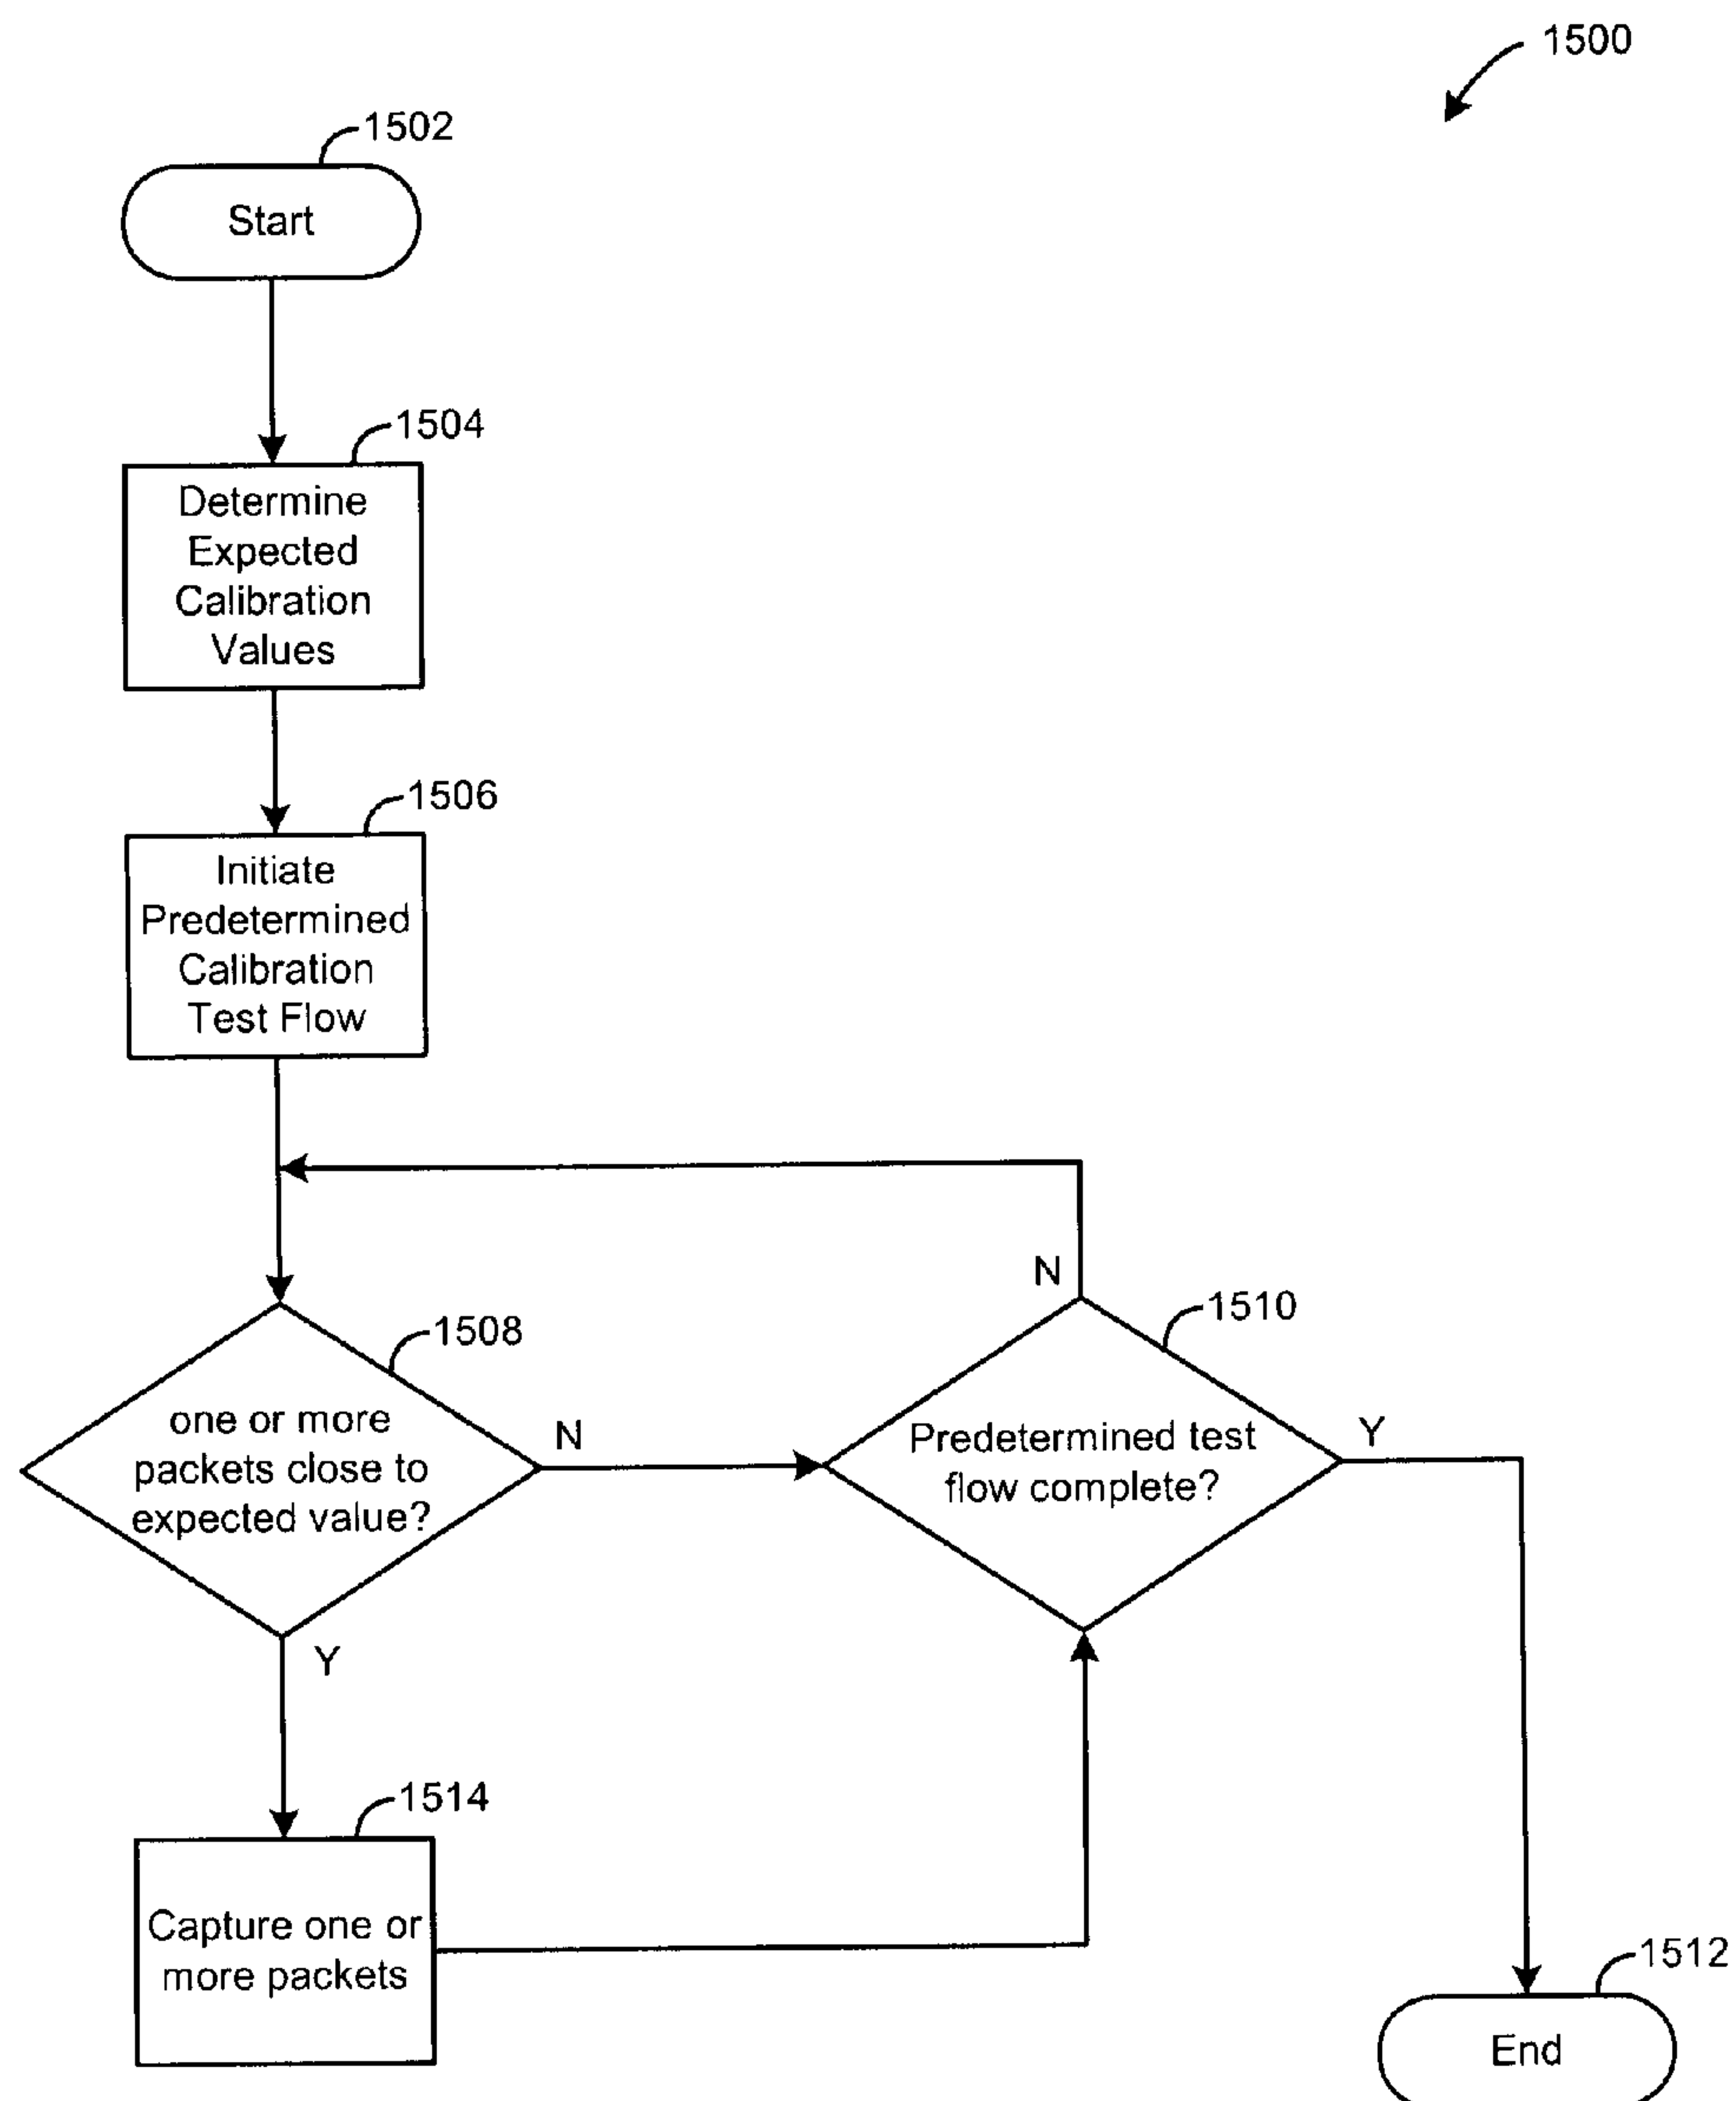 1500
1502
Start
1504
Determine
Expected
Calibration
Values
1506
Initiate
Predetermined
Calibration
Test Flow
N
1510
1508
one or more
packets close to
expected value?
N
Predetermined test
flow complete?
Y
Y
1514
Capture one or
more packets
1512
End